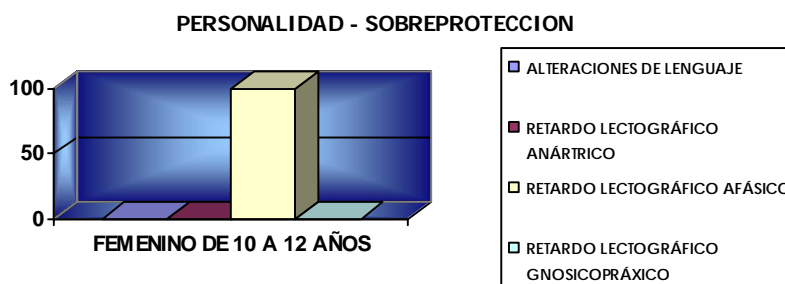 PERSONALIDAD - SOBREPROTECCION
100
50
0
FEMENINO DE 10 A 12 AÑOS
ALTERACIONES DE LENGUAJE
RETARDO LECTOGRÁFICO
ANÁRTRICO
RETARDO LECTOGRÁFICO AFÁSICO
RETARDO LECTOGRÁFICO
GNOSICOPRÁXICO